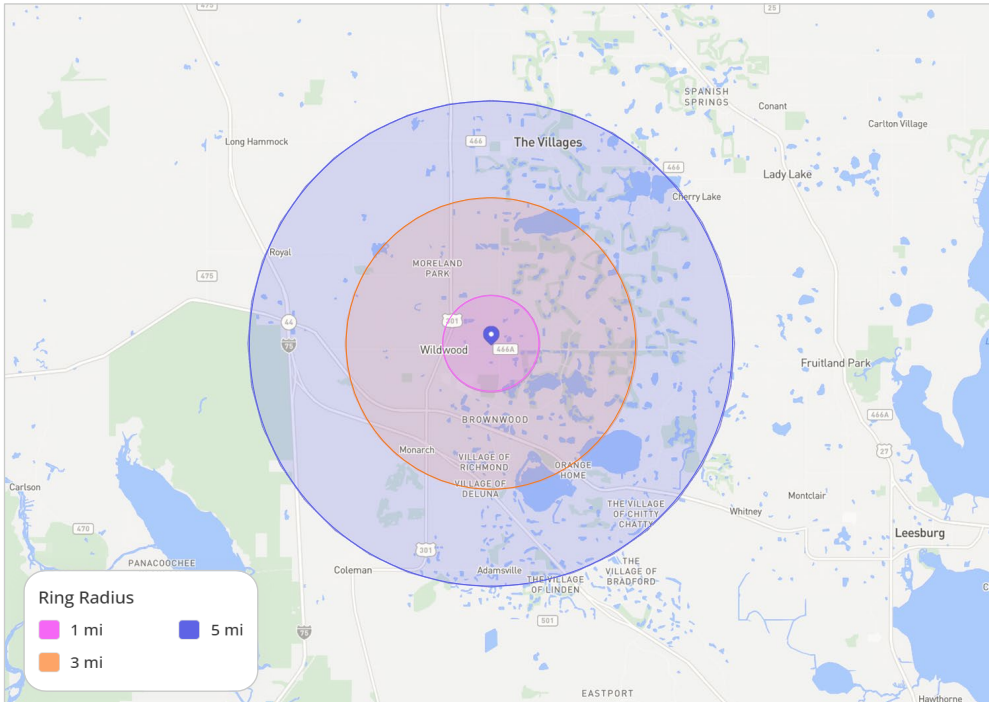 475
25
SPANISH
SPRINGS
Conant
Carlton Village
Long Hammock
466
The Villages
466
Lady Lake
Cherry Lake
Royal
MORELAND
PARK
475
44
75
301
Wildwood
466A
Fruitland Park
466A
BROWNWOOD
Monarch
27
VILLAGE OF
RICHMOND
ORANGE
HOME
VILLAGE OF
DELUNA
Carlson
Montclair
THE VILLAGE
OF CHITTY
CHATTY
Whitney
470
Leesburg
301
PANACOOCHEE
Coleman
Adamsville
THE VILLAGE
OF LINDEN
THE
VILLAGE OF
BRADFORD
C
Ring Radius
1 mi
5 mi
3 mi
501
75
EASTPORT
Hawthorne